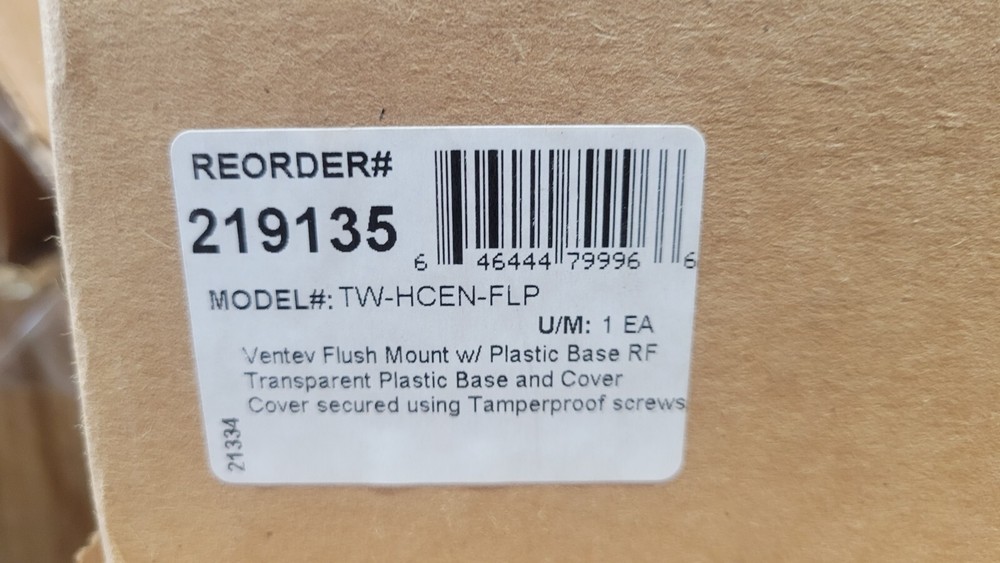 REORDER#
219135
6 46444 79996 6
MODEL#: TW-HCEN-FLP
U/M: 1 EA
Ventev Flush Mount w/ Plastic Base RF
Transparent Plastic Base and Cover
Cover secured using Tamperproof screws
21334